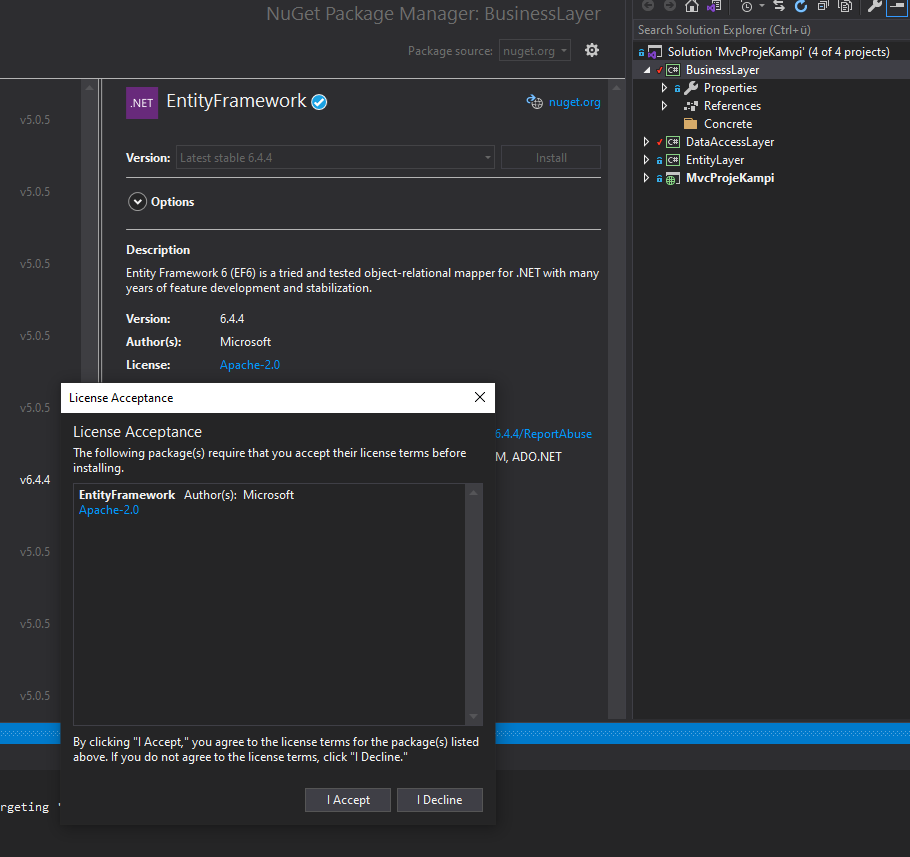 NuGet Package Manager: BusinessLayer
Package source: nuget.org
v5.0.5
v5.0.5
v5.0.5
v5.0.5
v5.0.5
v6.4.4
v5.0.5
v5.0.5
v5.0.5
.NET EntityFramework nuget.org
Version: Latest stable 6.4.4 Install
Options
Description
Entity Framework 6 (EF6) is a tried and tested object-relational mapper for .NET with many
years of feature development and stabilization.
Version: 6.4.4
Author(s): Microsoft
License: Apache-2.0
6.4.4/ReportAbuse
M, ADO.NET
License Acceptance
License Acceptance
The following package(s) require that you accept their license terms before
installing.
EntityFramework Author(s): Microsoft
Apache-2.0
By clicking "I Accept," you agree to the license terms for the package(s) listed
above. If you do not agree to the license terms, click "I Decline."
I Accept I Decline
rgeting '
Search Solution Explorer (Ctrl+ü)
Solution 'MvcProjeKampi' (4 of 4 projects)
C# BusinessLayer
Properties
References
Concrete
C# DataAccessLayer
C# EntityLayer
MvcProjeKampi